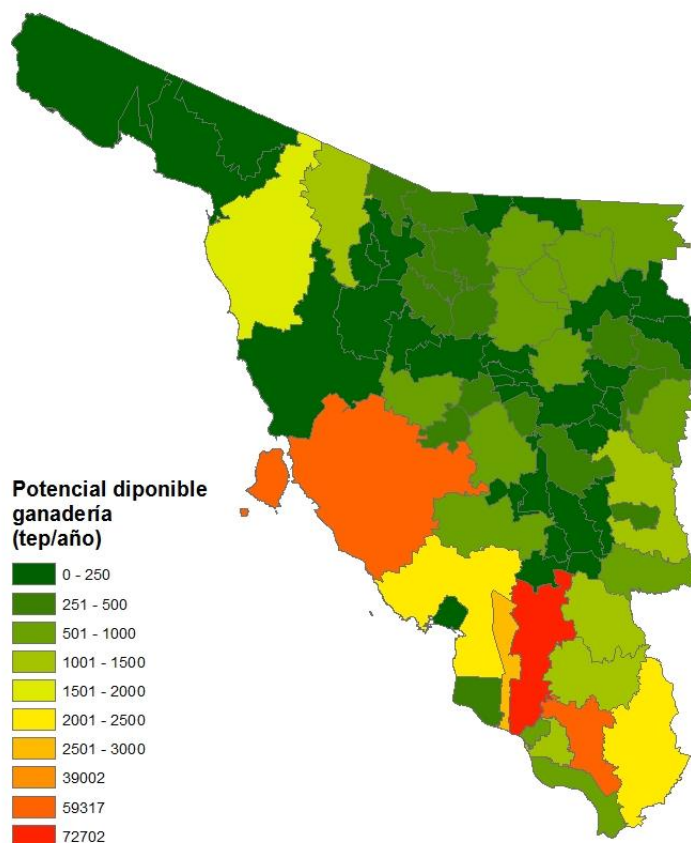 Potencial diponible
ganadería
(tep/año)
0 - 250
251 - 500
501 - 1000
1001 - 1500
1501 - 2000
2001 - 2500
2501 - 3000
39002
59317
72702